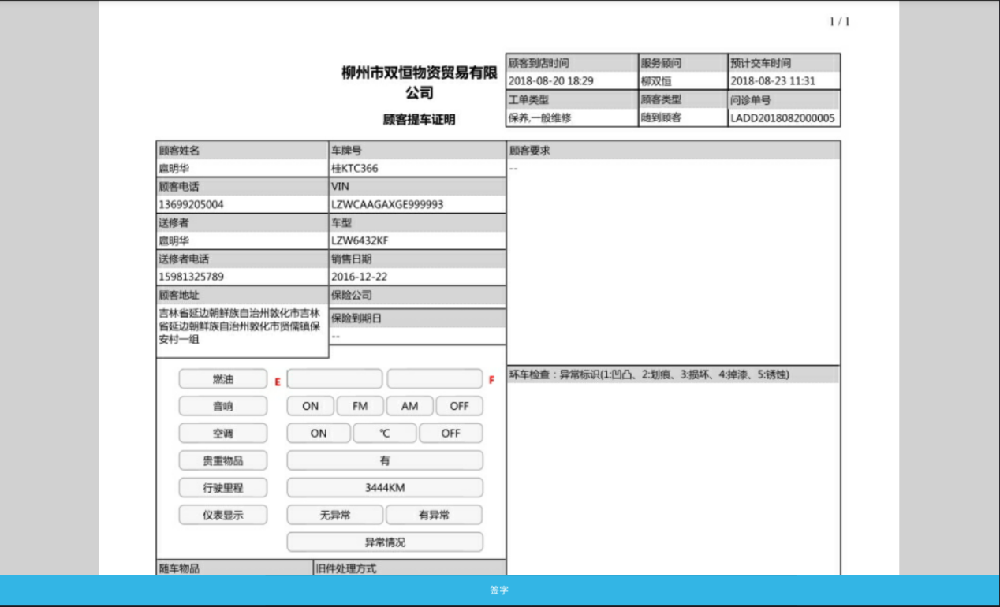 1 / 1
柳州市双恒物资贸易有限
公司
顾客提车证明
顾客到店时间 服务顾问 预计交车时间
2018-08-20 18:29 柳双恒 2018-08-23 11:31
工单类型 顾客类型 问诊单号
保养,一般维修 随到顾客 LADD2018082000005
顾客姓名 车牌号 顾客要求
扈明华 桂KTC366 --
顾客电话 VIN
13699205004 LZWCAAGAXGE999993
送修者 车型
扈明华 LZW6432KF
送修者电话 销售日期
15981325789 2016-12-22
顾客地址 保险公司
吉林省延边朝鲜族自治州敦化市吉林
省延边朝鲜族自治州敦化市贤儒镇保
安村一组
保险到期日
--
环车检查：异常标识(1:凹凸、2:划痕、3:损坏、4:掉漆、5:锈蚀)
燃油 E F
音响 ON FM AM OFF
空调 ON ℃ OFF
贵重物品 有
行驶里程 3444KM
仪表显示 无异常 有异常
异常情况
随车物品 旧件处理方式
签字